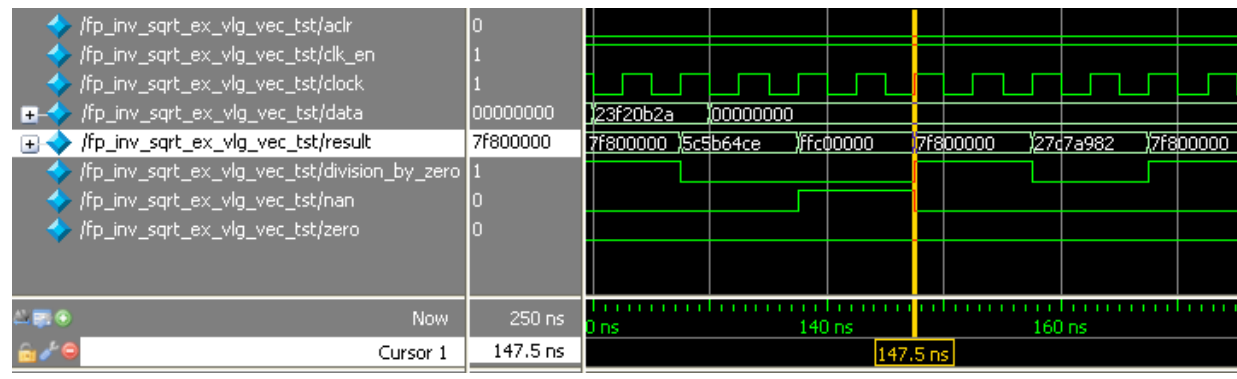 /fp_inv_sqrt_ex_vlg_vec_tst/aclr 0
/fp_inv_sqrt_ex_vlg_vec_tst/clk_en 1
/fp_inv_sqrt_ex_vlg_vec_tst/clock 1
/fp_inv_sqrt_ex_vlg_vec_tst/data 00000000 23f20b2a 00000000
/fp_inv_sqrt_ex_vlg_vec_tst/result 7f800000 7f800000 5c5b64ce ffc00000 7f800000 27c7a982 7f800000
/fp_inv_sqrt_ex_vlg_vec_tst/division_by_zero 1
/fp_inv_sqrt_ex_vlg_vec_tst/nan 0
/fp_inv_sqrt_ex_vlg_vec_tst/zero 0
Now 250 ns 0 ns 140 ns 160 ns
Cursor 1 147.5 ns 147.5 ns